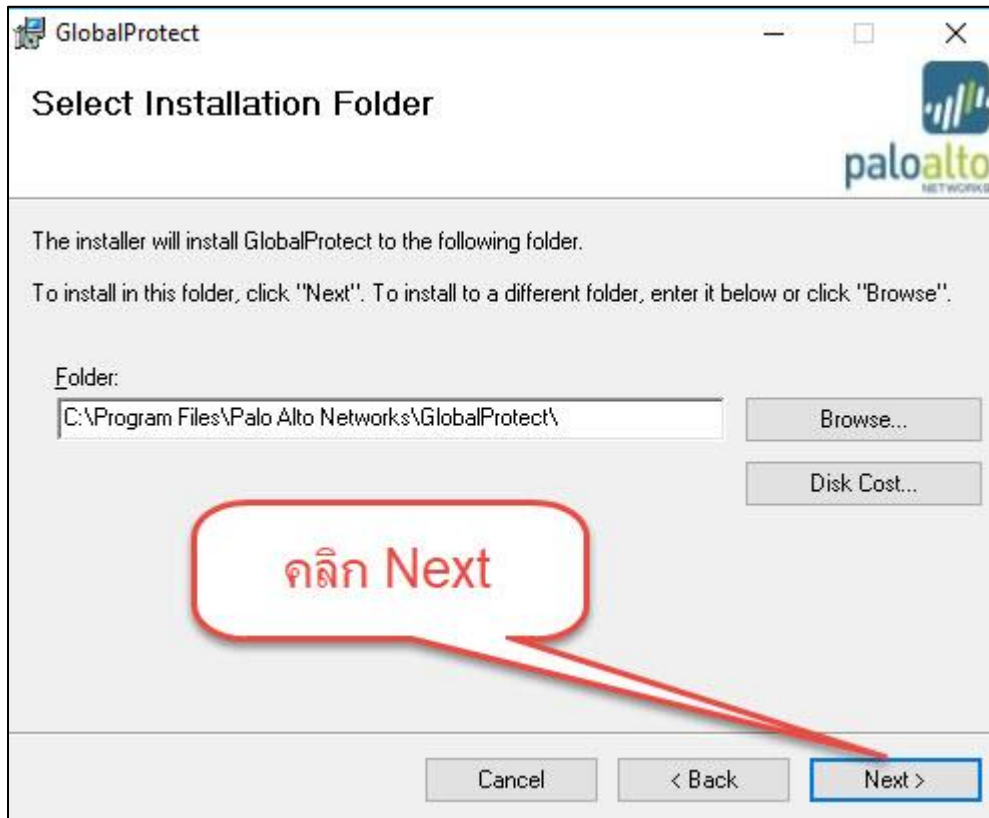 GlobalProtect
Select Installation Folder
paloalto
NETWORKS
The installer will install GlobalProtect to the following folder.
To install in this folder, click "Next". To install to a different folder, enter it below or click "Browse".
Folder:
C:\Program Files\Palo Alto Networks\GlobalProtect\
Browse...
Disk Cost...
คลิก Next
Cancel
< Back
Next >